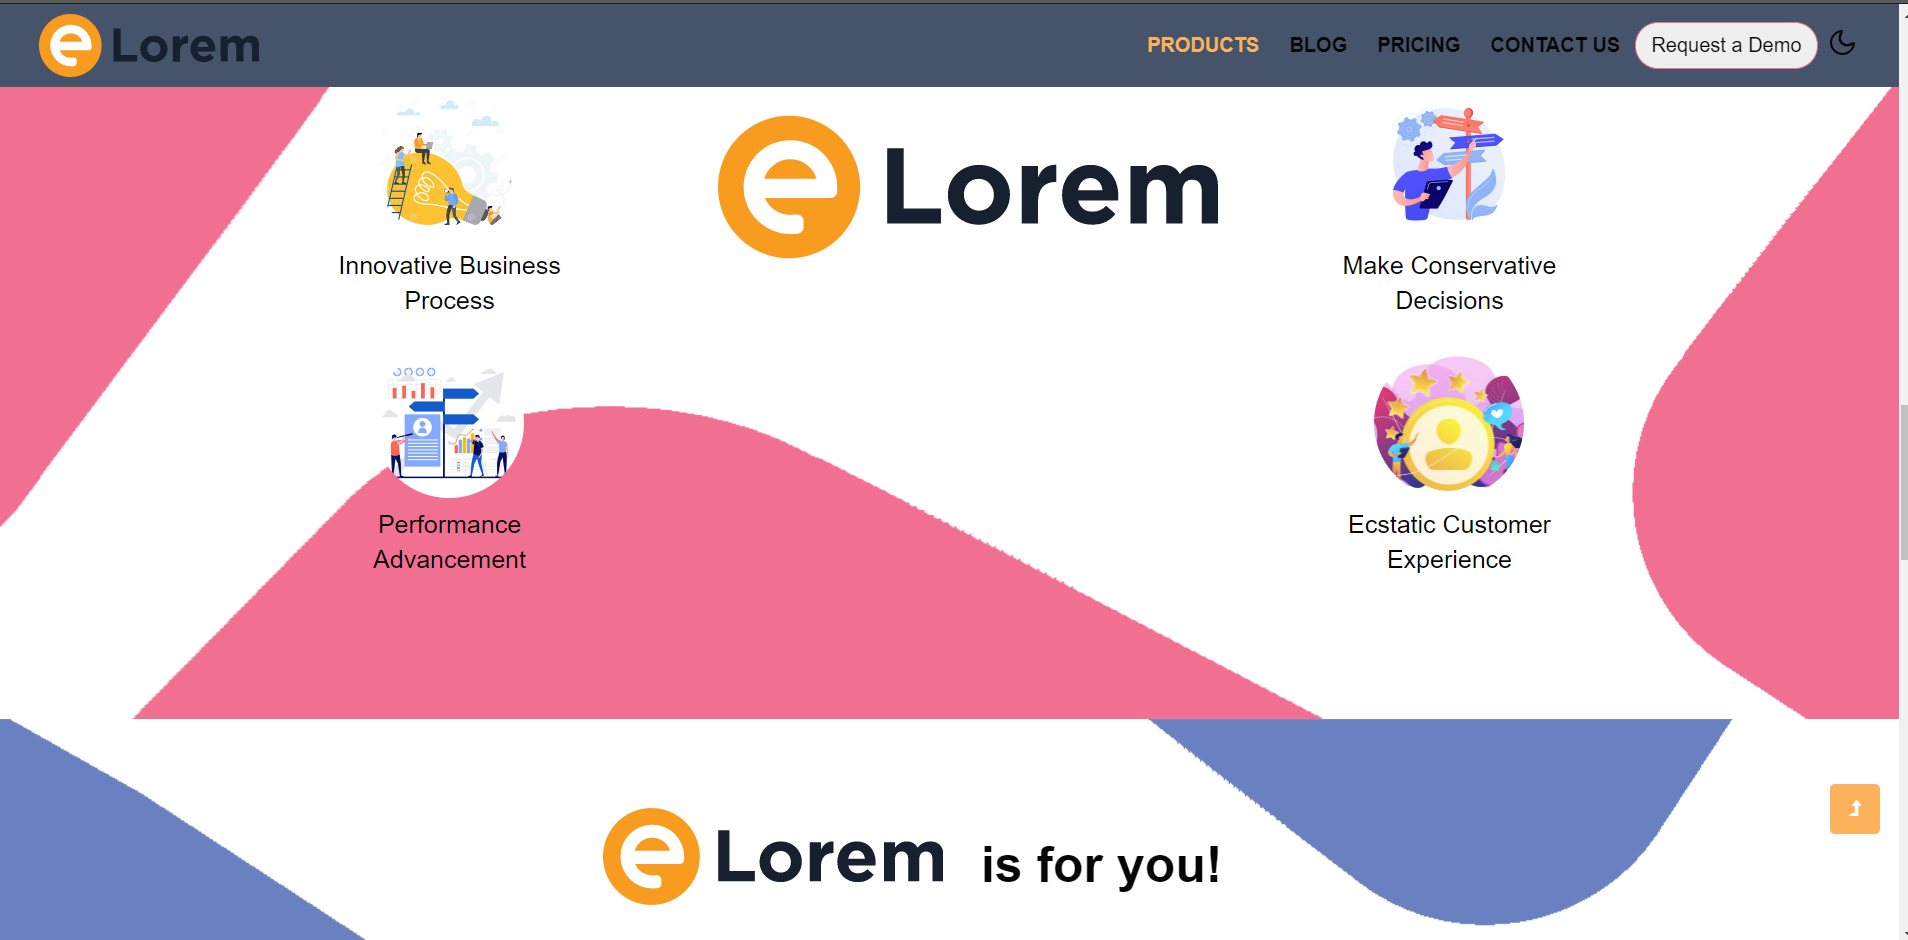 e Lorem
PRODUCTS BLOG PRICING CONTACT US Request a Demo
e Lorem
Innovative Business
Process
Make Conservative
Decisions
Performance
Advancement
Ecstatic Customer
Experience
e Lorem is for you!